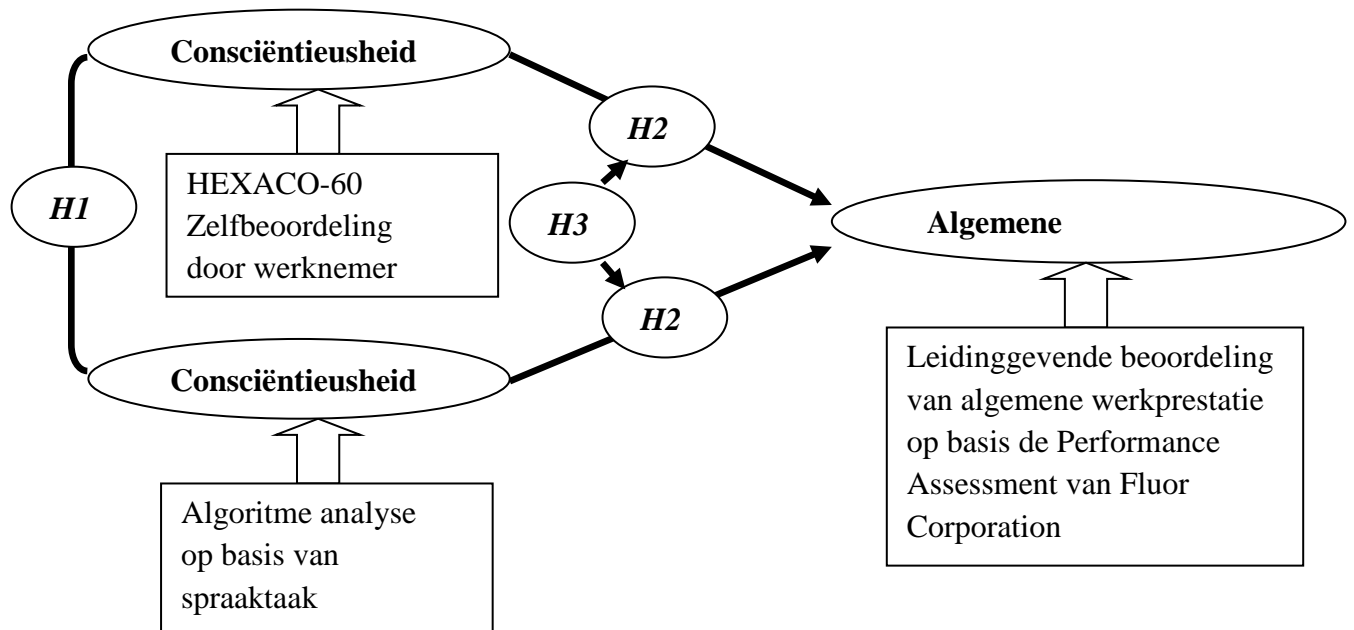 Consciëntieusheid
H2
HEXACO-60
Zelfbeoordeling
door werknemer
H1
H3
Algemene
H2
Consciëntieusheid
Leidinggevende beoordeling
van algemene werkprestatie
op basis de Performance
Assessment van Fluor
Corporation
Algoritme analyse
op basis van
spraaktaak